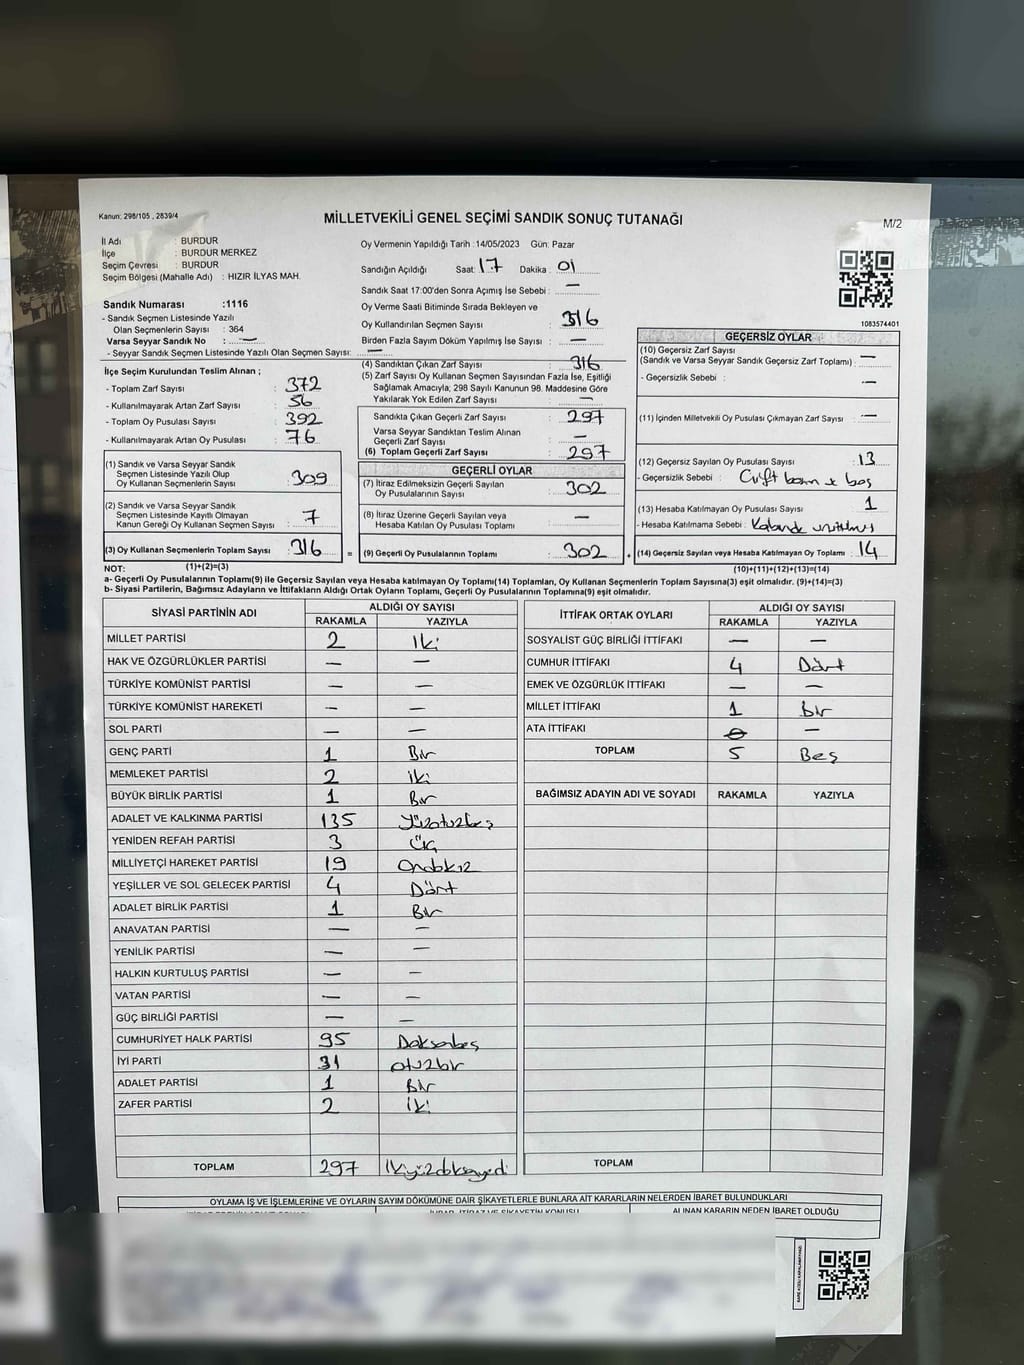 Kanun: 298/105 , 2839/4
MİLLETVEKİLİ GENEL SEÇİMİ SANDIK SONUÇ TUTANAĞI
M/2
İl Adı : BURDUR
İlçe : BURDUR MERKEZ
Seçim Çevresi : BURDUR
Seçim Bölgesi (Mahalle Adı) : HIZIR İLYAS MAH.
Sandık Numarası :1116
- Sandık Seçmen Listesinde Yazılı
Olan Seçmenlerin Sayısı : 364
Varsa Seyyar Sandık No : —
- Seyyar Sandık Seçmen Listesinde Yazılı Olan Seçmen Sayısı: —
İlçe Seçim Kurulundan Teslim Alınan ;
- Toplam Zarf Sayısı : 372
- Kullanılmayarak Artan Zarf Sayısı : 56
- Toplam Oy Pusulası Sayısı : 392
- Kullanılmayarak Artan Oy Pusulası : 76
(1) Sandık ve Varsa Seyyar Sandık
Seçmen Listesinde Yazılı Olup
Oy Kullanan Seçmenlerin Sayısı : 309
(2) Sandık ve Varsa Seyyar Sandık
Seçmen Listesinde Kayıtlı Olmayan
Kanun Gereği Oy Kullanan Seçmen Sayısı : 7
(3) Oy Kullanan Seçmenlerin Toplam Sayısı : 316
Oy Vermenin Yapıldığı Tarih : 14/05/2023 Gün: Pazar
Sandığın Açıldığı Saat: 17 Dakika : 01
Sandık Saat 17:00'den Sonra Açımış İse Sebebi : —
Oy Verme Saati Bitiminde Sırada Bekleyen ve
Oy Kullandırılan Seçmen Sayısı : 316
Birden Fazla Sayım Döküm Yapılmış İse Sayısı : —
(4) Sandıktan Çıkan Zarf Sayısı : 316
(5) Zarf Sayısı Oy Kullanan Seçmen Sayısından Fazla İse, Eşitliği
Sağlamak Amacıyla, 298 Sayılı Kanunun 98. Maddesine Göre
Yakılarak Yok Edilen Zarf Sayısı : —
Sandıkta Çıkan Geçerli Zarf Sayısı : 297
Varsa Seyyar Sandıktan Teslim Alınan
Geçerli Zarf Sayısı : —
(6) Toplam Geçerli Zarf Sayısı : 297
GEÇERLİ OYLAR
(7) İtiraz Edilmeksizin Geçerli Sayılan
Oy Pusulalarının Sayısı : 302
(8) İtiraz Üzerine Geçerli Sayılan veya
Hesaba Katılan Oy Pusulası Toplamı : —
= (9) Geçerli Oy Pusulalarının Toplamı : 302
1083574401
GEÇERSİZ OYLAR
(10) Geçersiz Zarf Sayısı
(Sandık ve Varsa Seyyar Sandık Geçersiz Zarf Toplamı) : —
- Geçersizlik Sebebi : —
(11) İçinden Milletvekili Oy Pusulası Çıkmayan Zarf Sayısı : —
(12) Geçersiz Sayılan Oy Pusulası Sayısı : 13
- Geçersizlik Sebebi : Çift boş
(13) Hesaba Katılmayan Oy Pusulası Sayısı : 1
- Hesaba Katılmama Sebebi : unutulmuş
(14) Geçersiz Sayılan veya Hesaba Katılmayan Oy Toplamı : 14
NOT: (1)+(2)=(3)
(10)+(11)+(12)+(13)=(14)
a- Geçerli Oy Pusulasının Toplamı(9) ile Geçersiz Sayılan veya Hesaba katılmayan Oy Toplamı(14) Toplamları, Oy Kullanan Seçmenlerin Toplam Sayısına(3) eşit olmalıdır. (9)+(14)=(3)
b- Siyasi Partilerin, Bağımsız Adayların ve İttifakların Aldığı Ortak Oyların Toplamı, Geçerli Oy Pusulalarının Toplamına(9) eşit olmalıdır.
SİYASİ PARTİNİN ADI ALDIĞI OY SAYISI
RAKAMLA YAZIYLA
MİLLET PARTİSİ 2 İki
HAK VE ÖZGÜRLÜKLER PARTİSİ — —
TÜRKİYE KOMÜNİST PARTİSİ — —
TÜRKİYE KOMÜNİST HAREKETİ — —
SOL PARTİ — —
GENÇ PARTİ 1 Bir
MEMLEKET PARTİSİ 2 iki
BÜYÜK BİRLİK PARTİSİ 1 Bir
ADALET VE KALKINMA PARTİSİ 135 Yüzotuzbeş
YENİDEN REFAH PARTİSİ 3 Üç
MİLLİYETÇİ HAREKET PARTİSİ 19 Ondokuz
YEŞİLLER VE SOL GELECEK PARTİSİ 4 Dört
ADALET BİRLİK PARTİSİ 1 Bir
ANAVATAN PARTİSİ — —
YENİLİK PARTİSİ — —
HALKIN KURTULUŞ PARTİSİ — —
VATAN PARTİSİ — —
GÜÇ BİRLİĞİ PARTİSİ — —
CUMHURİYET HALK PARTİSİ 95 Doksanbeş
İYİ PARTİ 31 otuzbir
ADALET PARTİSİ 1 Bir
ZAFER PARTİSİ 2 İki
TOPLAM 297 İkiyüzdoksanyedi
İTTİFAK ORTAK OYLARI ALDIĞI OY SAYISI
RAKAMLA YAZIYLA
SOSYALİST GÜÇ BİRLİĞİ İTTİFAKI — —
CUMHUR İTTİFAKI 4 Dört
EMEK VE ÖZGÜRLÜK İTTİFAKI — —
MİLLET İTTİFAKI 1 bir
ATA İTTİFAKI —
TOPLAM 5 Beş
BAĞIMSIZ ADAYIN ADI VE SOYADI RAKAMLA YAZIYLA
TOPLAM
OYLAMA İŞ VE İŞLEMLERİNE VE OYLARIN SAYIM DÖKÜMÜNE DAİR ŞİKAYETLERLE BUNLARA AİT KARARLARIN NELERDEN İBARET BULUNDUKLARI
ALINAN KARARIN NEDEN İBARET OLDUĞU